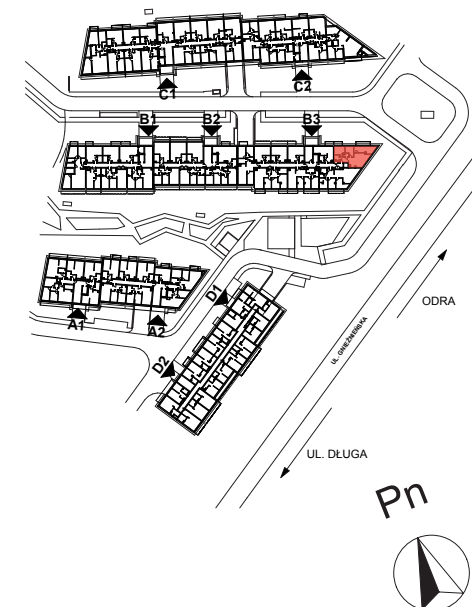 C1
C2
B1
B2
B3
D1
ODRA
A1
A2
UL. GNIEŹNIEŃSKA
D2
UL. DŁUGA
Pn